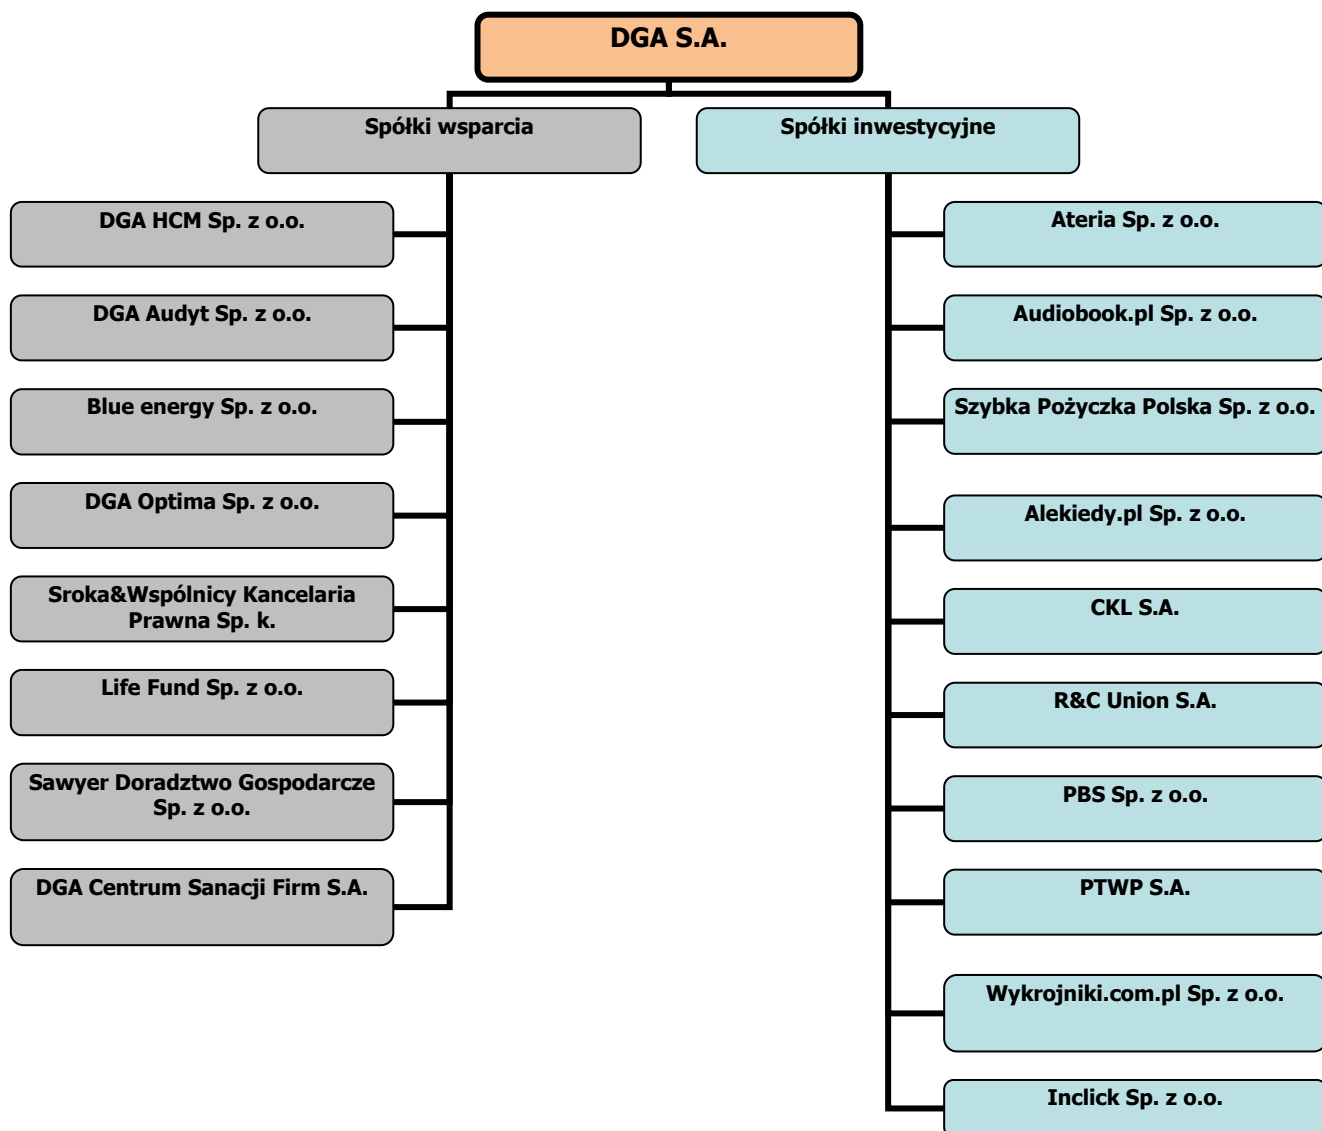 DGA S.A.
Spółki wsparcia
Spółki inwestycyjne
DGA HCM Sp. z o.o.
DGA Audyt Sp. z o.o.
Blue energy Sp. z o.o.
DGA Optima Sp. z o.o.
Sroka&Wspólnicy Kancelaria
Prawna Sp. k.
Life Fund Sp. z o.o.
Sawyer Doradztwo Gospodarcze
Sp. z o.o.
DGA Centrum Sanacji Firm S.A.
Ateria Sp. z o.o.
Audiobook.pl Sp. z o.o.
Szybka Pożyczka Polska Sp. z o.o.
Alekiedy.pl Sp. z o.o.
CKL S.A.
R&C Union S.A.
PBS Sp. z o.o.
PTWP S.A.
Wykrojniki.com.pl Sp. z o.o.
Inclick Sp. z o.o.